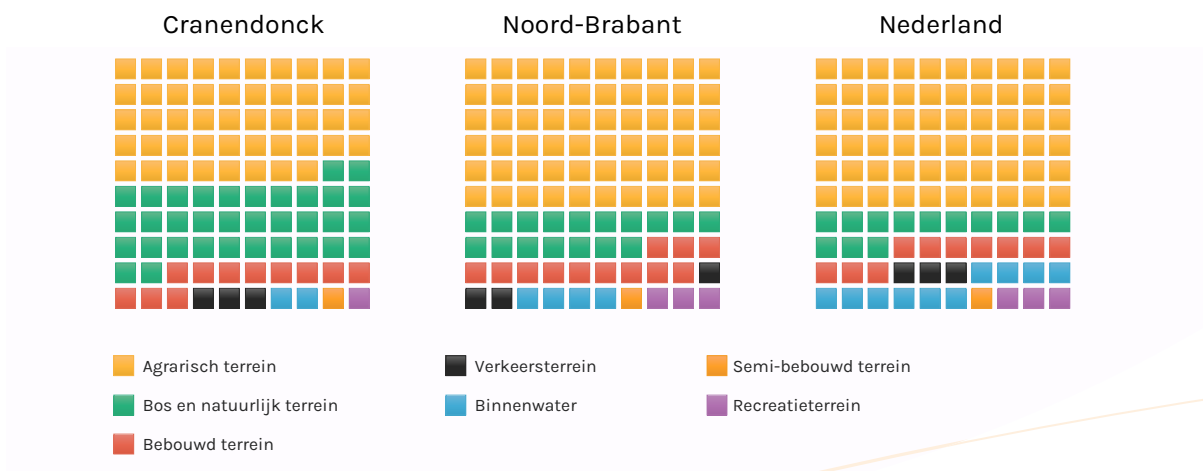 Cranendonck
Noord-Brabant
Nederland
Agrarisch terrein
Verkeersterrein
Semi-bebouwd terrein
Bos en natuurlijk terrein
Binnenwater
Recreatieterrein
Bebouwd terrein